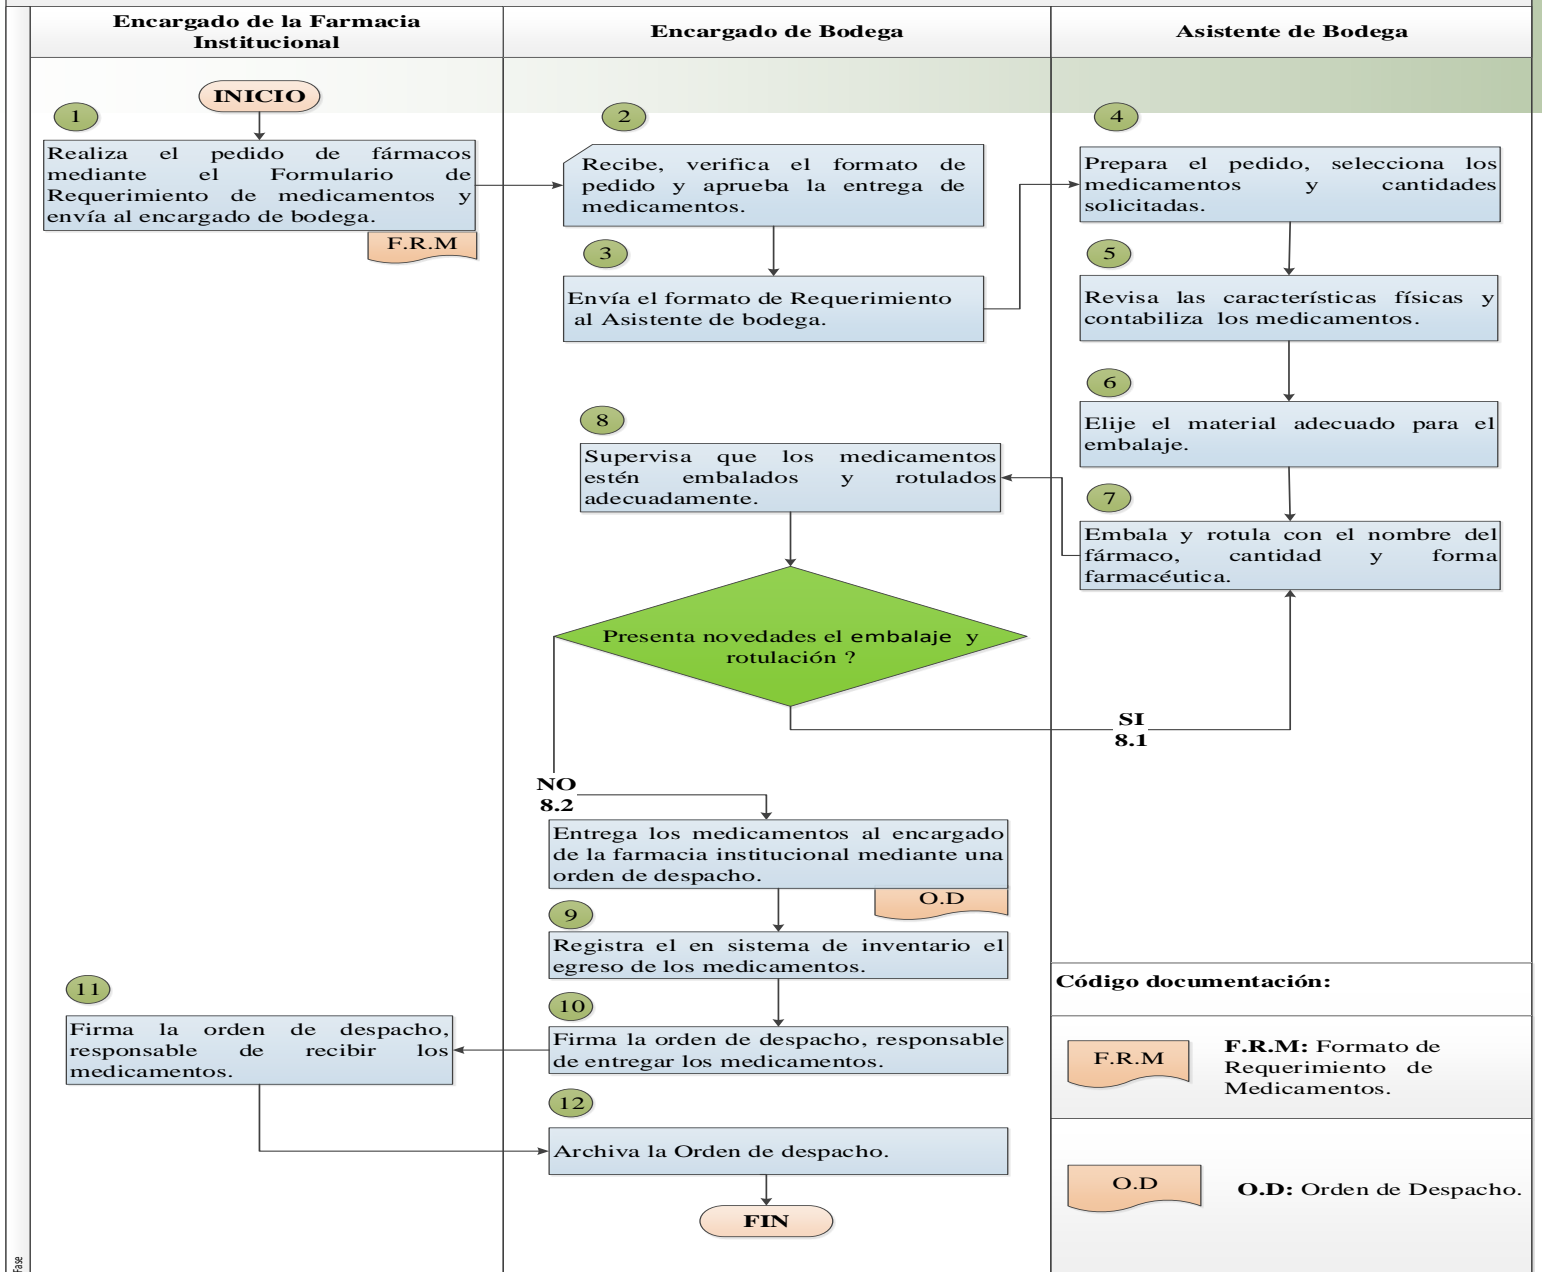 Encargado de la Farmacia
Institucional
Encargado de Bodega
Asistente de Bodega
INICIO
1
Realiza el pedido de fármacos
mediante el Formulario de
Requerimiento de medicamentos y
envía al encargado de bodega.
F.R.M
2
Recibe, verifica el formato de
pedido y aprueba la entrega de
medicamentos.
3
Envía el formato de Requerimiento
al Asistente de bodega.
4
Prepara el pedido, selecciona los
medicamentos y cantidades
solicitadas.
5
Revisa las características físicas y
contabiliza los medicamentos.
6
Elije el material adecuado para el
embalaje.
7
Embala y rotula con el nombre del
fármaco, cantidad y forma
farmacéutica.
8
Supervisa que los medicamentos
estén embalados y rotulados
adecuadamente.
Presenta novedades el embalaje y
rotulación ?
SI
8.1
NO
8.2
Entrega los medicamentos al encargado
de la farmacia institucional mediante una
orden de despacho.
O.D
9
Registra el en sistema de inventario el
egreso de los medicamentos.
10
Firma la orden de despacho, responsable
de entregar los medicamentos.
11
Firma la orden de despacho,
responsable de recibir los
medicamentos.
12
Archiva la Orden de despacho.
FIN
Código documentación:
F.R.M
F.R.M: Formato de
Requerimiento de
Medicamentos.
O.D
O.D: Orden de Despacho.
Fase